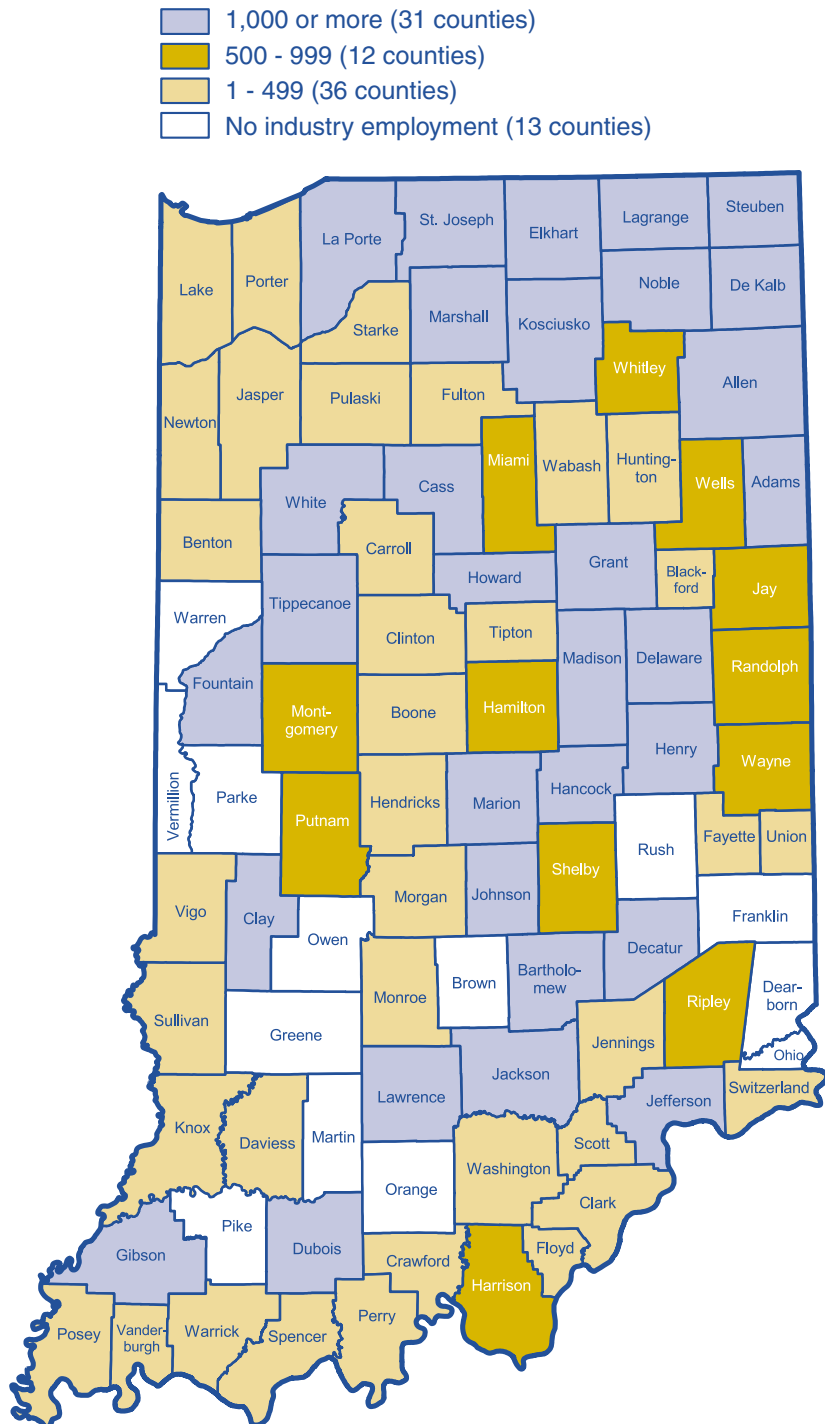 1,000 or more (31 counties)
500 - 999 (12 counties)
1 - 499 (36 counties)
No industry employment (13 counties)
Lake
Porter
La Porte
St. Joseph
Elkhart
Lagrange
Steuben
Noble
De Kalb
Starke
Marshall
Kosciusko
Whitley
Allen
Newton
Jasper
Pulaski
Fulton
Miami
Wabash
Hunting-
ton
Wells
Adams
White
Cass
Benton
Carroll
Howard
Grant
Black-
ford
Jay
Warren
Tippecanoe
Clinton
Tipton
Madison
Delaware
Randolph
Fountain
Mont-
gomery
Boone
Hamilton
Henry
Wayne
Vermillion
Parke
Putnam
Hendricks
Marion
Hancock
Rush
Fayette
Union
Shelby
Vigo
Clay
Owen
Morgan
Johnson
Decatur
Franklin
Sullivan
Greene
Monroe
Brown
Bartholo-
mew
Ripley
Dear-
born
Ohio
Jennings
Lawrence
Jackson
Jefferson
Switzerland
Knox
Daviess
Martin
Orange
Washington
Scott
Clark
Pike
Gibson
Dubois
Crawford
Harrison
Floyd
Posey
Vander-
burgh
Warrick
Spencer
Perry